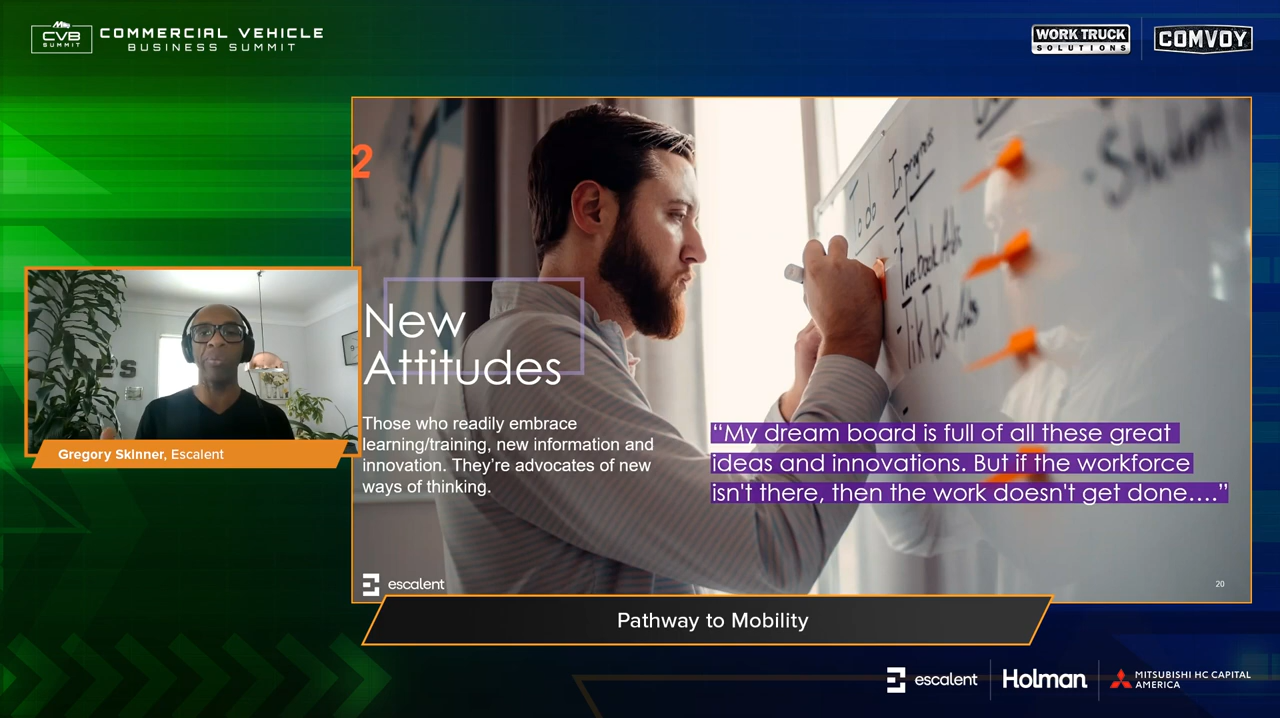 CVB
SUMMIT
COMMERCIAL VEHICLE
BUSINESS SUMMIT
WORK TRUCK
SOLUTIONS
COMVOY
2
To do
In progress
Facebook Ads
TikTok Ads
Student
New
Attitudes
Those who readily embrace
learning/training, new information and
innovation. They're advocates of new
ways of thinking.
“My dream board is full of all these great
ideas and innovations. But if the workforce
isn't there, then the work doesn't get done....”
Gregory Skinner, Escalent
escalent
20
Pathway to Mobility
escalent
Holman
MITSUBISHI HC CAPITAL
AMERICA